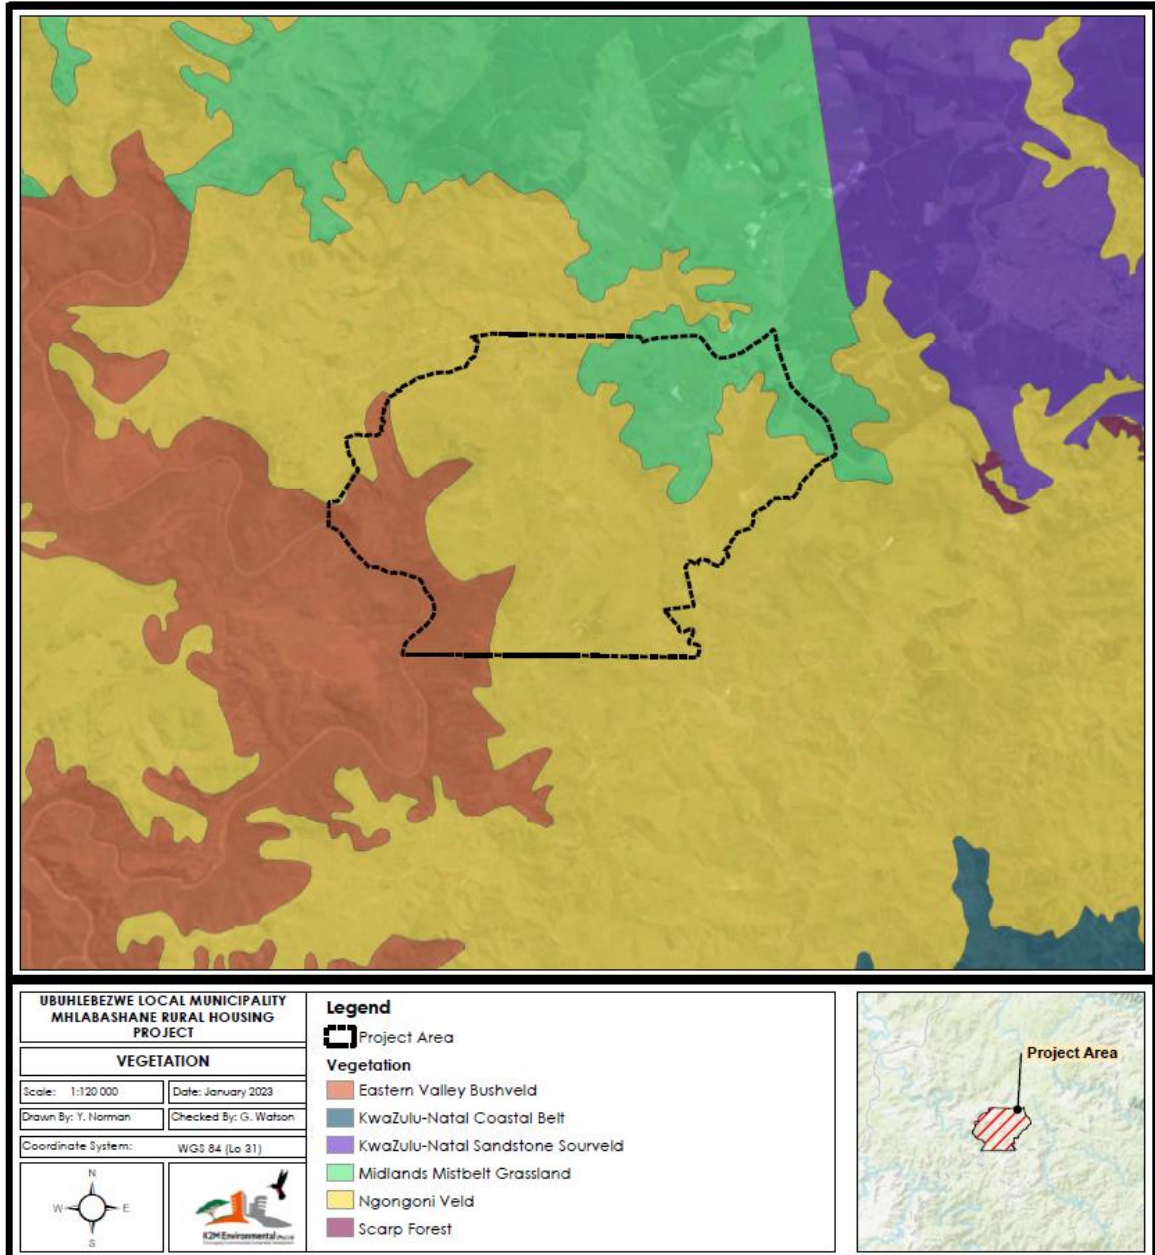 UBUHLEBEZWE LOCAL MUNICIPALITY
MHLABASHANE RURAL HOUSING
PROJECT
VEGETATION
Scale: 1:120 000
Date: January 2023
Drawn By: Y. Norman
Checked By: G. Watson
Coordinate System: WGS 84 (Lo 31)
N
W E
S
K2M Environmental (Pty) Ltd
Legend
Project Area
Vegetation
Eastern Valley Bushveld
KwaZulu-Natal Coastal Belt
KwaZulu-Natal Sandstone Sourveld
Midlands Mistbelt Grassland
Ngongoni Veld
Scarp Forest
Project Area